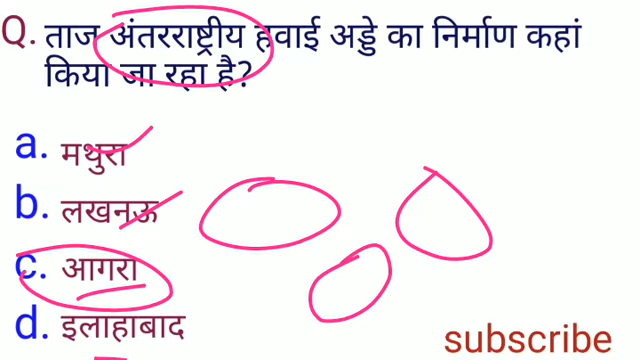 Q. ताज अंतरराष्ट्रीय हवाई अड्डे का निर्माण कहां
किया जा रहा है?
a. मथुरा
b. लखनऊ
c. आगरा
d. इलाहाबाद
subscribe